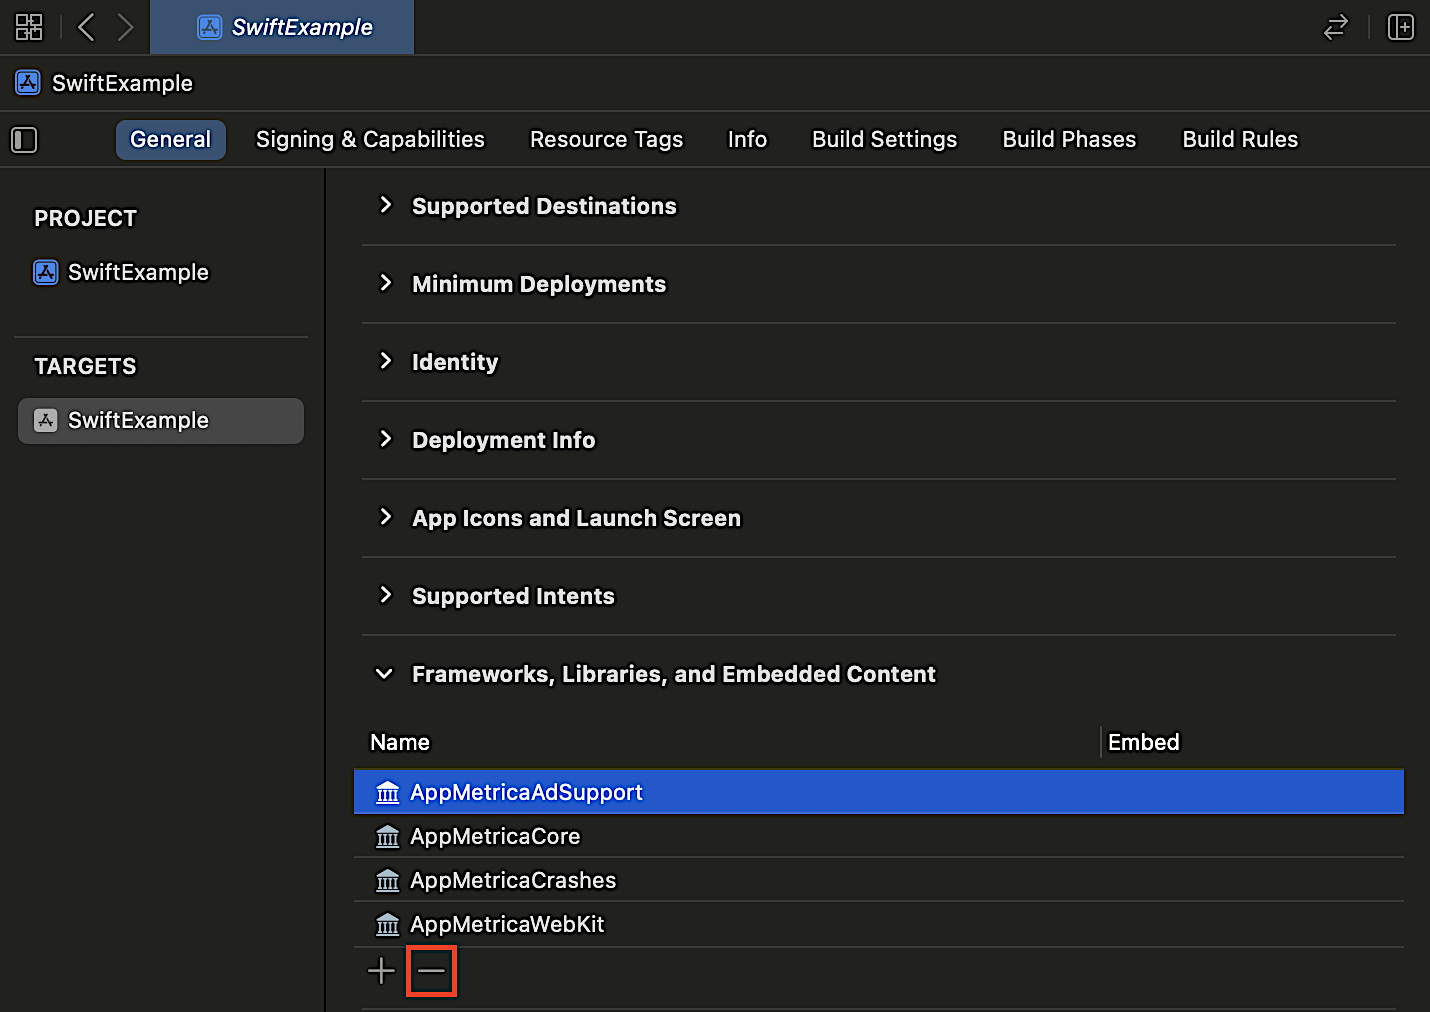 SwiftExample
SwiftExample
General Signing & Capabilities Resource Tags Info Build Settings Build Phases Build Rules
PROJECT
SwiftExample
TARGETS
SwiftExample
Supported Destinations
Minimum Deployments
Identity
Deployment Info
App Icons and Launch Screen
Supported Intents
Frameworks, Libraries, and Embedded Content
Name Embed
AppMetricaAdSupport
AppMetricaCore
AppMetricaCrashes
AppMetricaWebKit